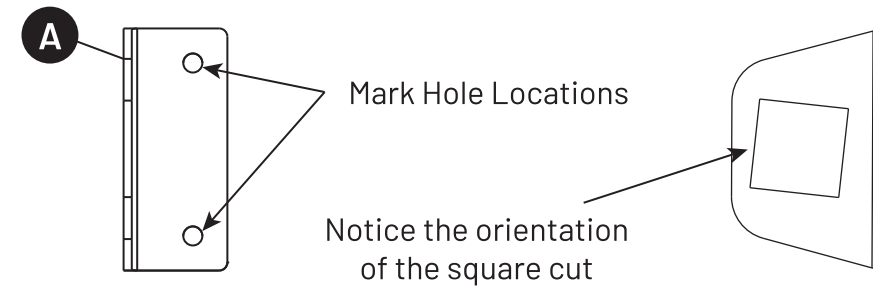 A
Mark Hole Locations
Notice the orientation
of the square cut